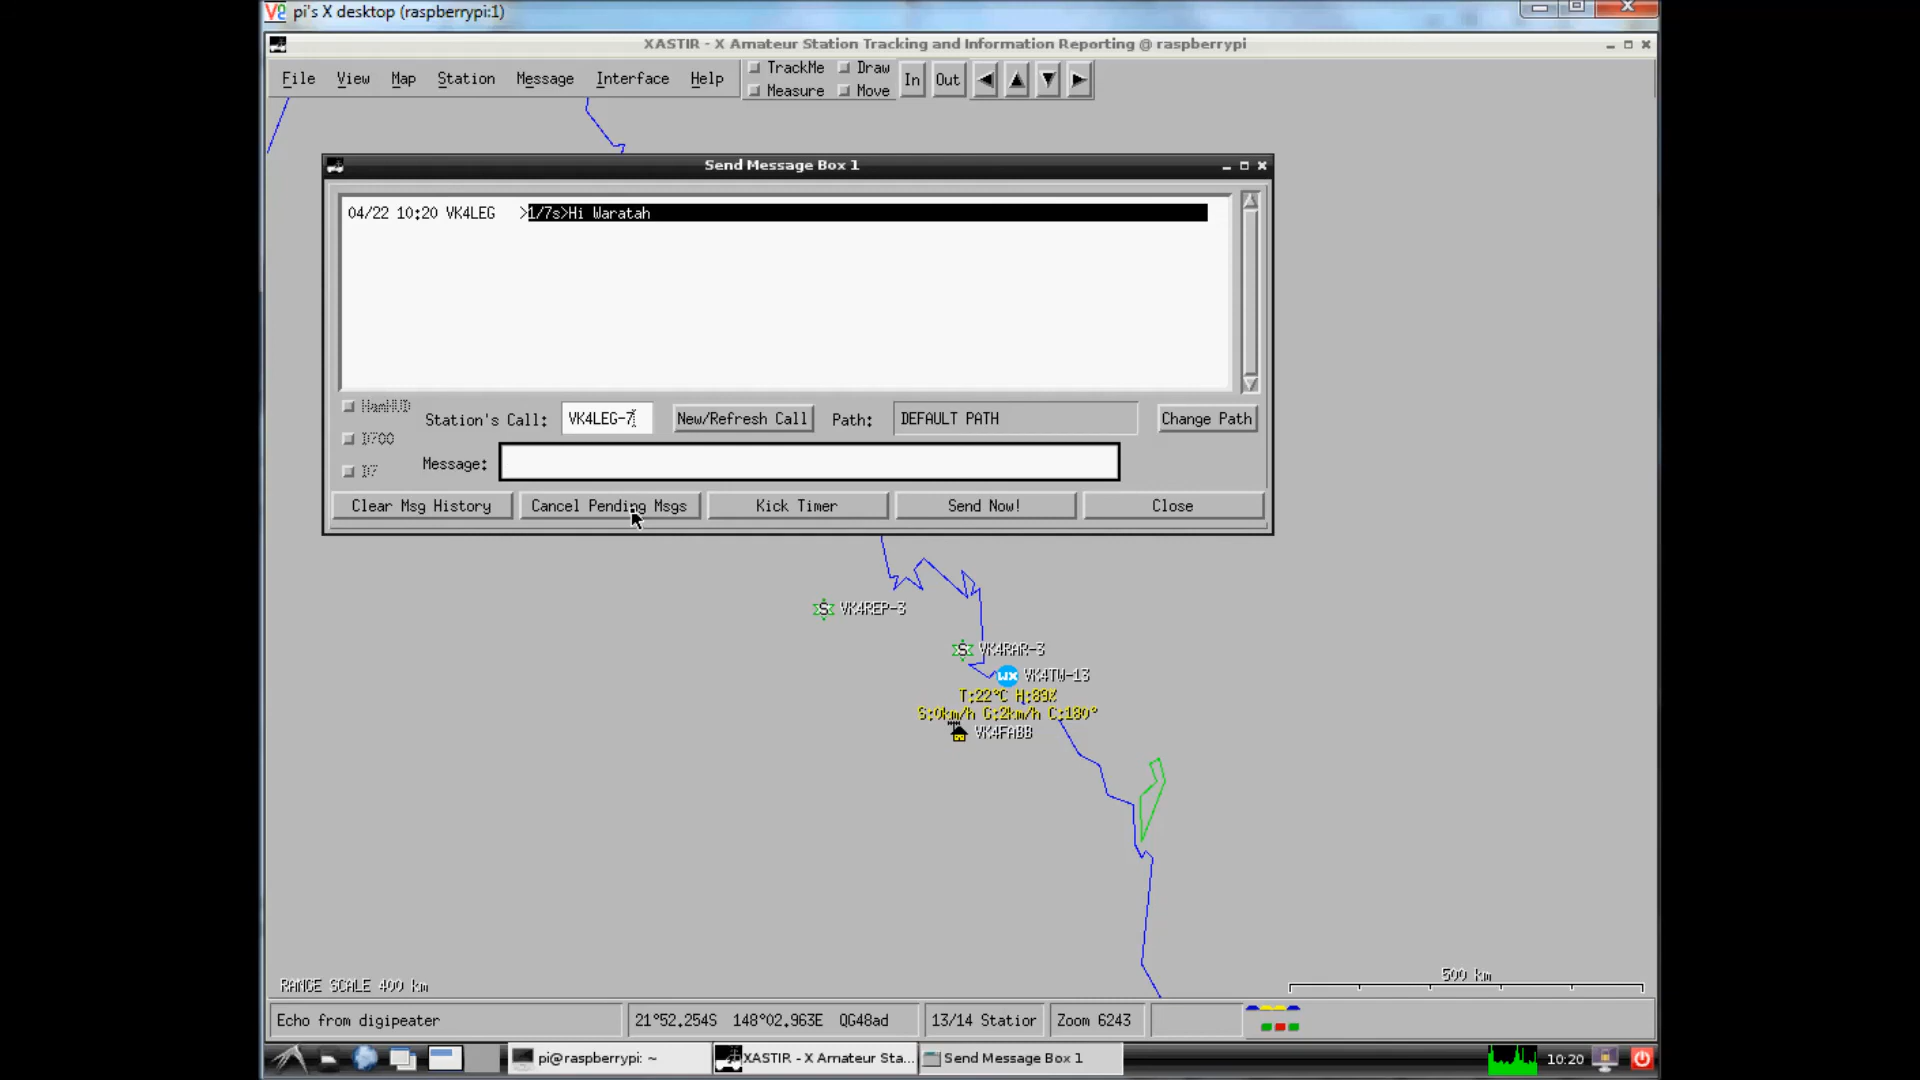 pi's X desktop (raspberrypi:1)
XASTIR - X Amateur Station Tracking and Information Reporting @ raspberrypi
File View Map Station Message Interface Help
TrackMe Draw
Measure Move
In Out
Send Message Box 1
04/22 10:20 VK4LEG >1/7s>Hi Waratah
HamHUD
D700
D7
Station's Call: VK4LEG-7 New/Refresh Call Path: DEFAULT PATH Change Path
Message:
Clear Msg History Cancel Pending Msgs Kick Timer Send Now! Close
VK4REP-3
VK4RAR-3
WX VK4TW-13
T:22°C H:89%
S:0km/h G:2km/h C:180°
VK4FABB
RANGE SCALE 400 km
500 km
Echo from digipeater 21°52.254S 148°02.963E QG48ad 13/14 Station Zoom 6243
pi@raspberrypi: ~ XASTIR - X Amateur Sta... Send Message Box 1 10:20